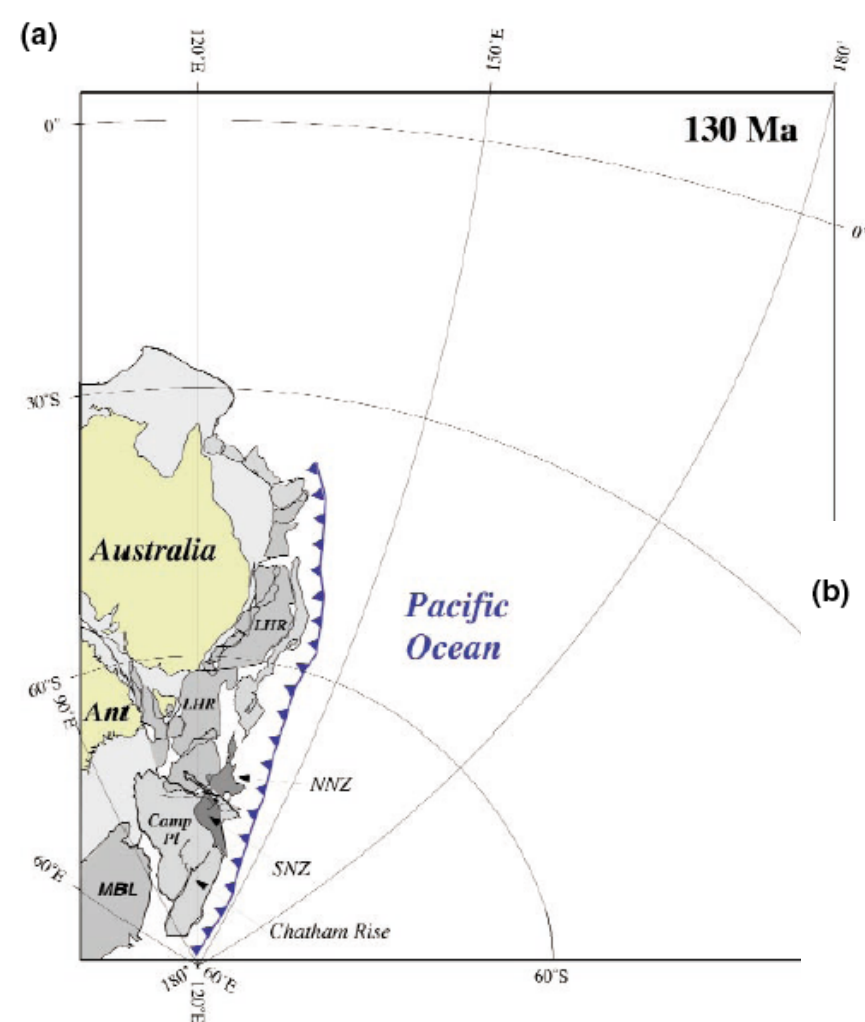 (a)
120°E
150°E
180°
130 Ma
0°
0°
30°S
Australia
LHR
Pacific
Ocean
(b)
60°S
90°E
Ant
LHR
NNZ
Camp
Pl
SNZ
60°E
MBL
Chatham Rise
180°
60°E
120°E
60°S